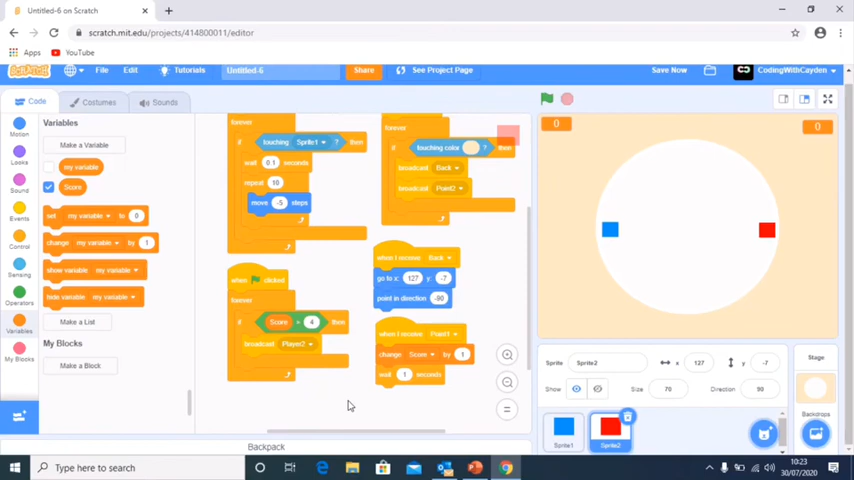 Untitled-6 on Scratch
scratch.mit.edu/projects/414800011/editor
Apps YouTube
File Edit Tutorials Untitled-6 Share See Project Page Save Now CodingWithCayden
Code Costumes Sounds
Motion
Looks
Sound
Events
Control
Sensing
Operators
Variables
My Blocks
Variables
Make a Variable
my variable
Score
set my variable to 0
change my variable by 1
show variable my variable
hide variable my variable
Make a List
My Blocks
Make a Block
forever
if touching Sprite1 ? then
wait 0.1 seconds
repeat 10
move -5 steps
when clicked
forever
if Score > 4 then
broadcast Player2
forever
if touching color ? then
broadcast Back
broadcast Point2
when I receive Back
go to x: 127 y: -7
point in direction -90
when I receive Point1
change Score by 1
wait 1 seconds
Backpack
0
0
Sprite Sprite2 x 127 y -7
Show Size 70 Direction 90
Sprite1
Sprite2
Stage
Backdrops
Type here to search
10:23
30/07/2020